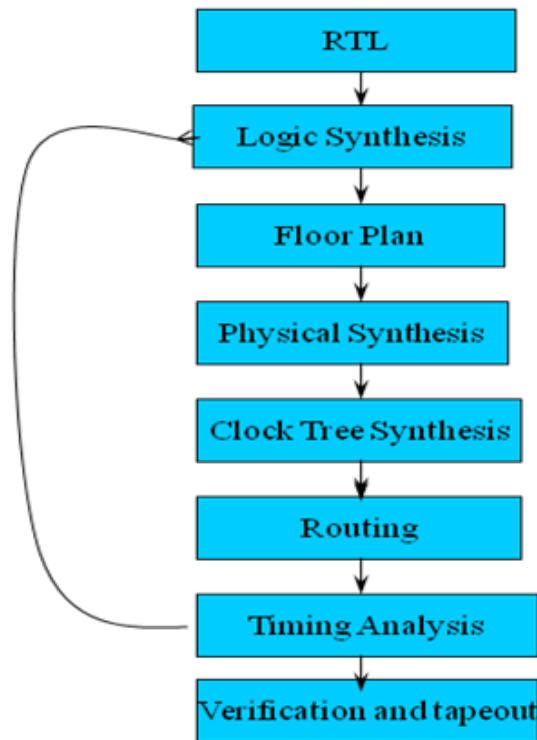 RTL
Logic Synthesis
Floor Plan
Physical Synthesis
Clock Tree Synthesis
Routing
Timing Analysis
Verification and tapeout